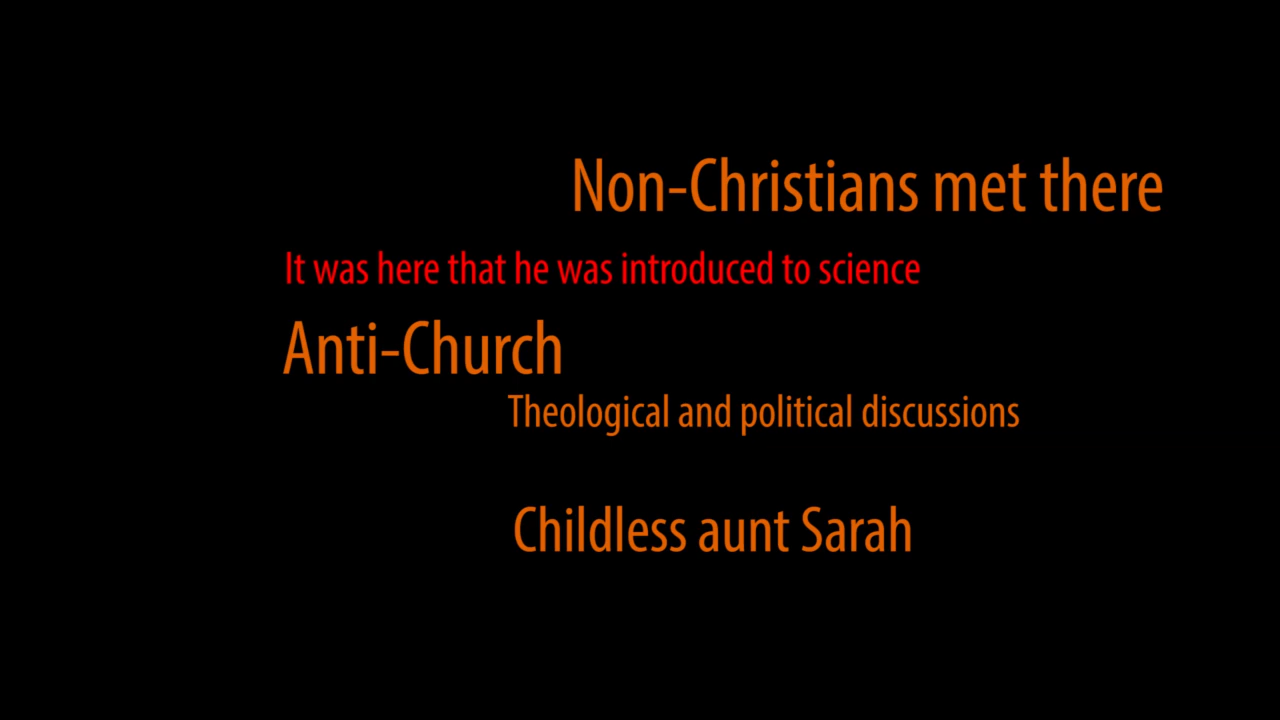 Non-Christians met there
It was here that he was introduced to science
Anti-Church
Theological and political discussions
Childless aunt Sarah